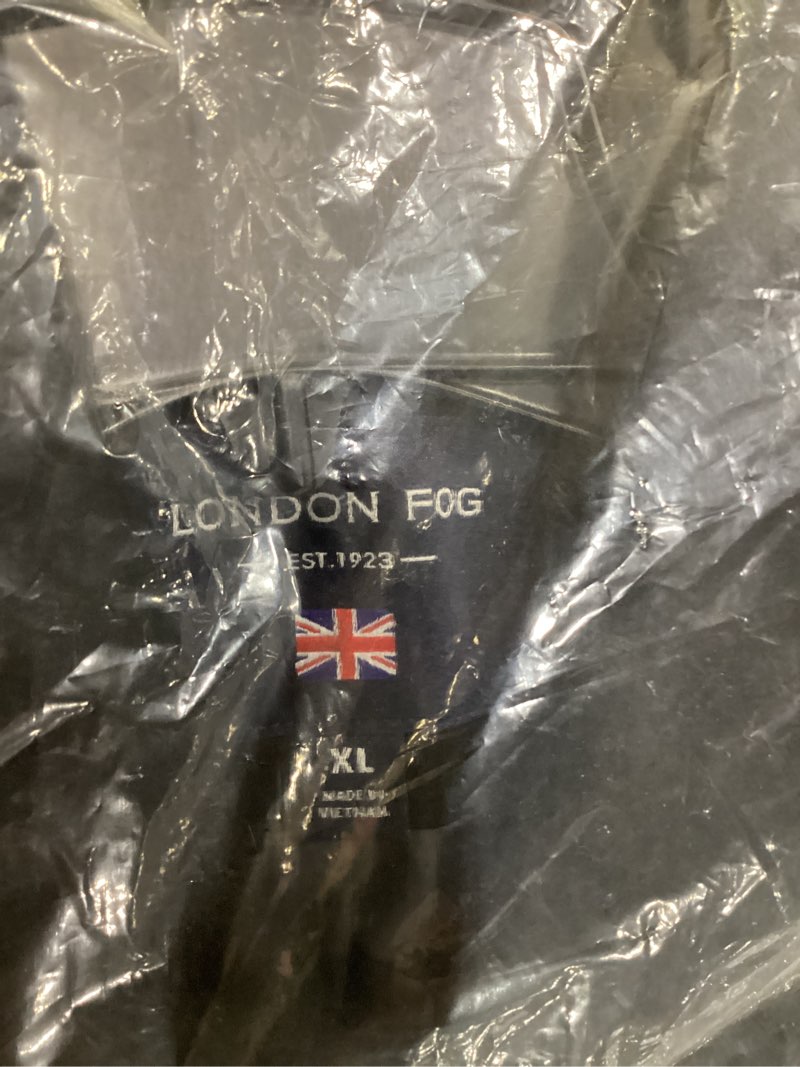 LONDON FOG
— EST.1923 —
XL
MADE IN
VIETNAM